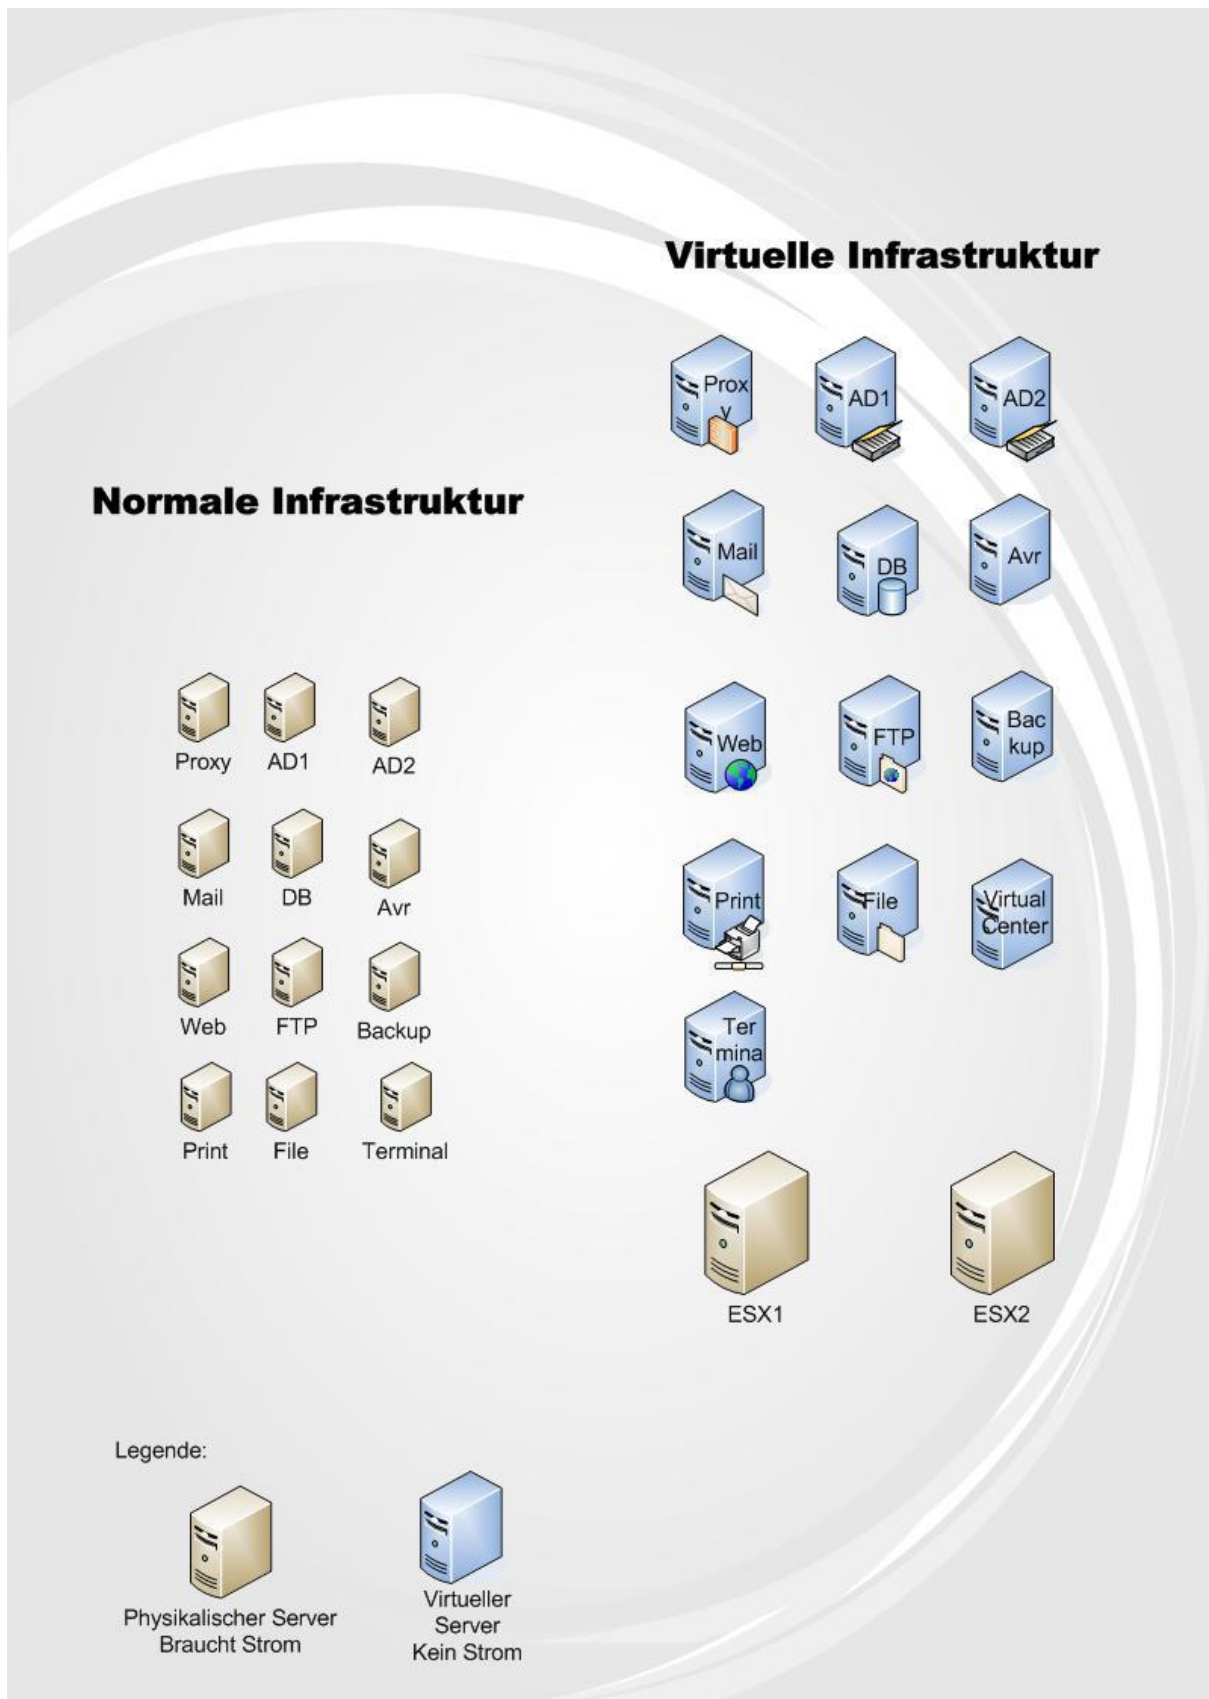 Virtuelle Infrastruktur
Prox
y
AD1
AD2
Mail
DB
Avr
Web
FTP
Bac
kup
Print
File
Virtual
Center
Ter
mina
ESX1
ESX2
Normale Infrastruktur
Proxy
AD1
AD2
Mail
DB
Avr
Web
FTP
Backup
Print
File
Terminal
Legende:
Physikalischer Server
Braucht Strom
Virtueller
Server
Kein Strom